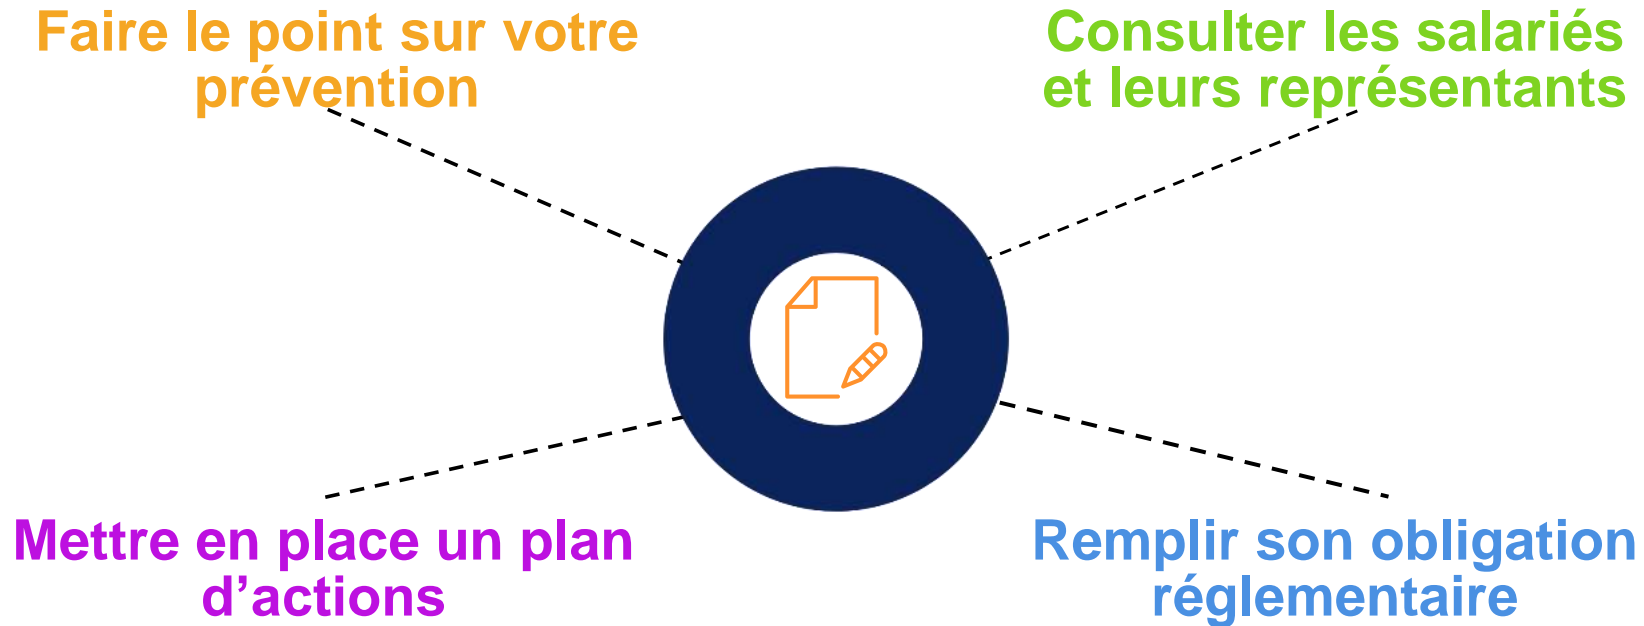 Faire le point sur votre
prévention
Consulter les salariés
et leurs représentants
Mettre en place un plan
d’actions
Remplir son obligation
réglementaire